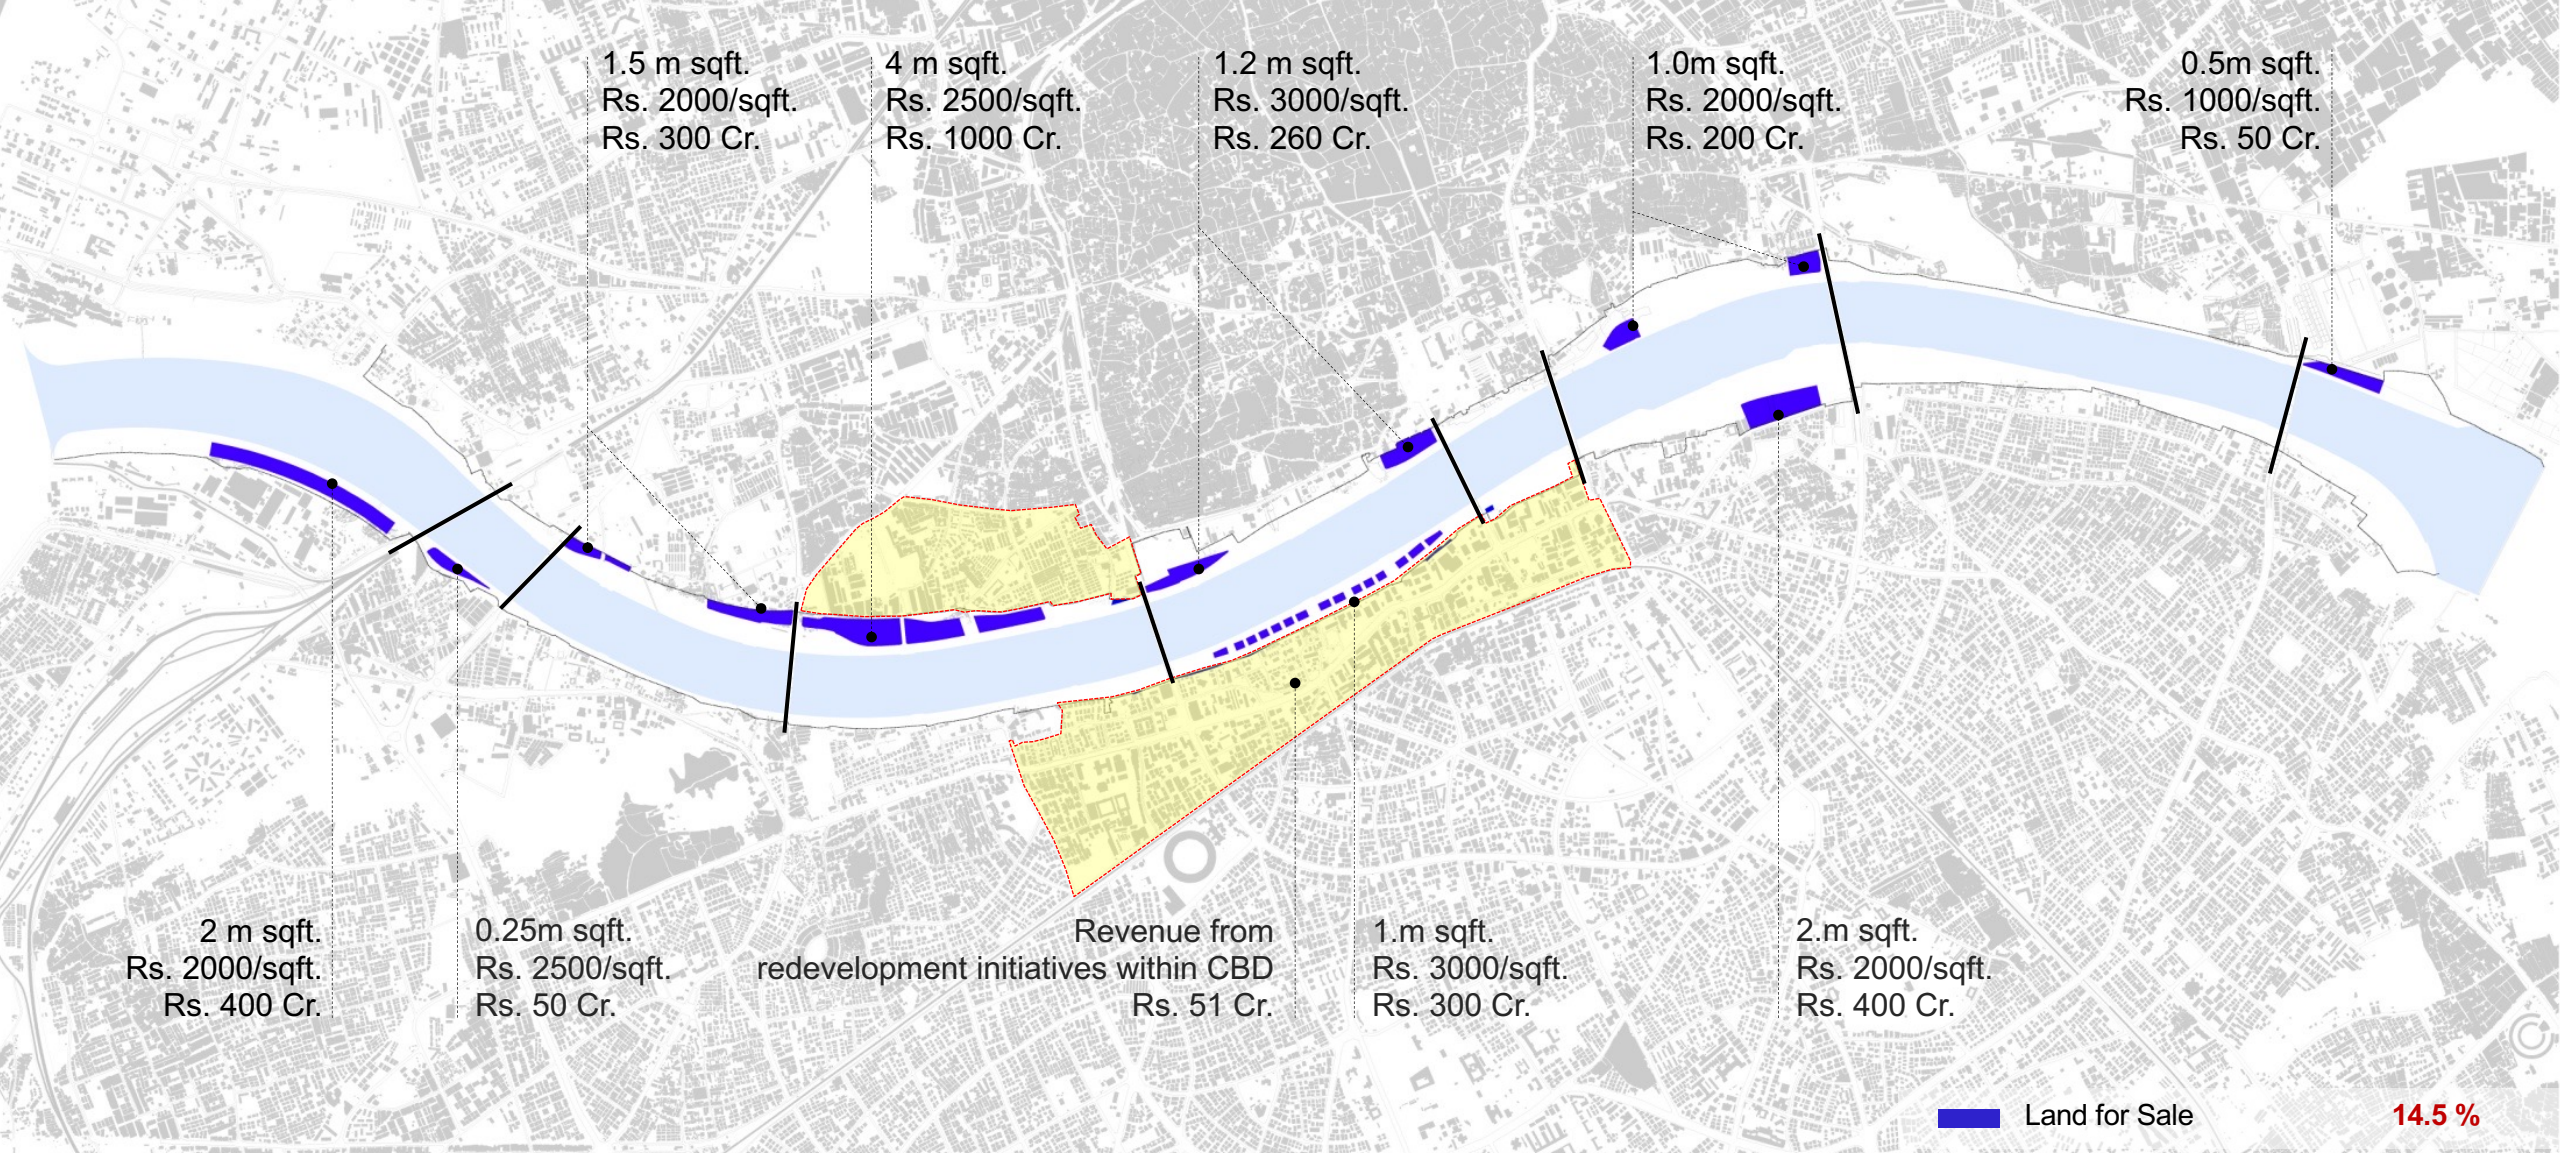 1.5 m sqft.
Rs. 2000/sqft.
Rs. 300 Cr.
4 m sqft.
Rs. 2500/sqft.
Rs. 1000 Cr.
1.2 m sqft.
Rs. 3000/sqft.
Rs. 260 Cr.
1.0m sqft.
Rs. 2000/sqft.
Rs. 200 Cr.
0.5m sqft.
Rs. 1000/sqft.
Rs. 50 Cr.
2 m sqft.
Rs. 2000/sqft.
Rs. 400 Cr.
0.25m sqft.
Rs. 2500/sqft.
Rs. 50 Cr.
Revenue from
redevelopment initiatives within CBD
Rs. 51 Cr.
1.m sqft.
Rs. 3000/sqft.
Rs. 300 Cr.
2.m sqft.
Rs. 2000/sqft.
Rs. 400 Cr.
Land for Sale
14.5 %